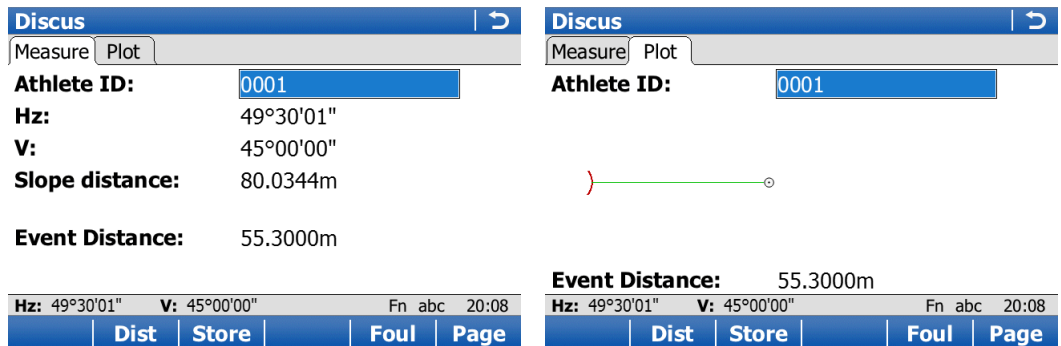 Discus
Measure Plot
Athlete ID: 0001
Hz: 49°30'01"
V: 45°00'00"
Slope distance: 80.0344m
Event Distance: 55.3000m
Hz: 49°30'01" V: 45°00'00" Fn abc 20:08
Dist Store Foul Page
Discus
Measure Plot
Athlete ID: 0001
Event Distance: 55.3000m
Hz: 49°30'01" V: 45°00'00" Fn abc 20:08
Dist Store Foul Page